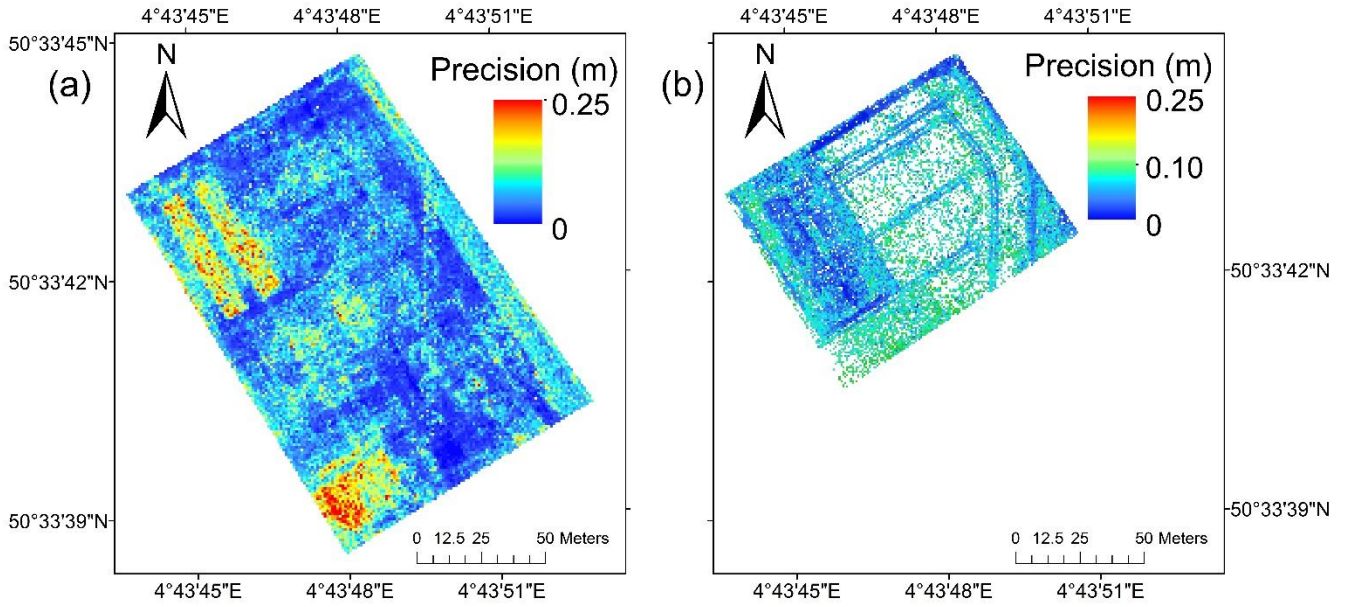 4°43'45"E 4°43'48"E 4°43'51"E 4°43'45"E 4°43'48"E 4°43'51"E
50°33'45"N
(a) N Precision (m) (b) N Precision (m)
0.25 0.25
0.10
0 0
50°33'42"N 50°33'42"N
50°33'39"N 50°33'39"N
0 12.5 25 50 Meters 0 12.5 25 50 Meters
4°43'45"E 4°43'48"E 4°43'51"E 4°43'45"E 4°43'48"E 4°43'51"E